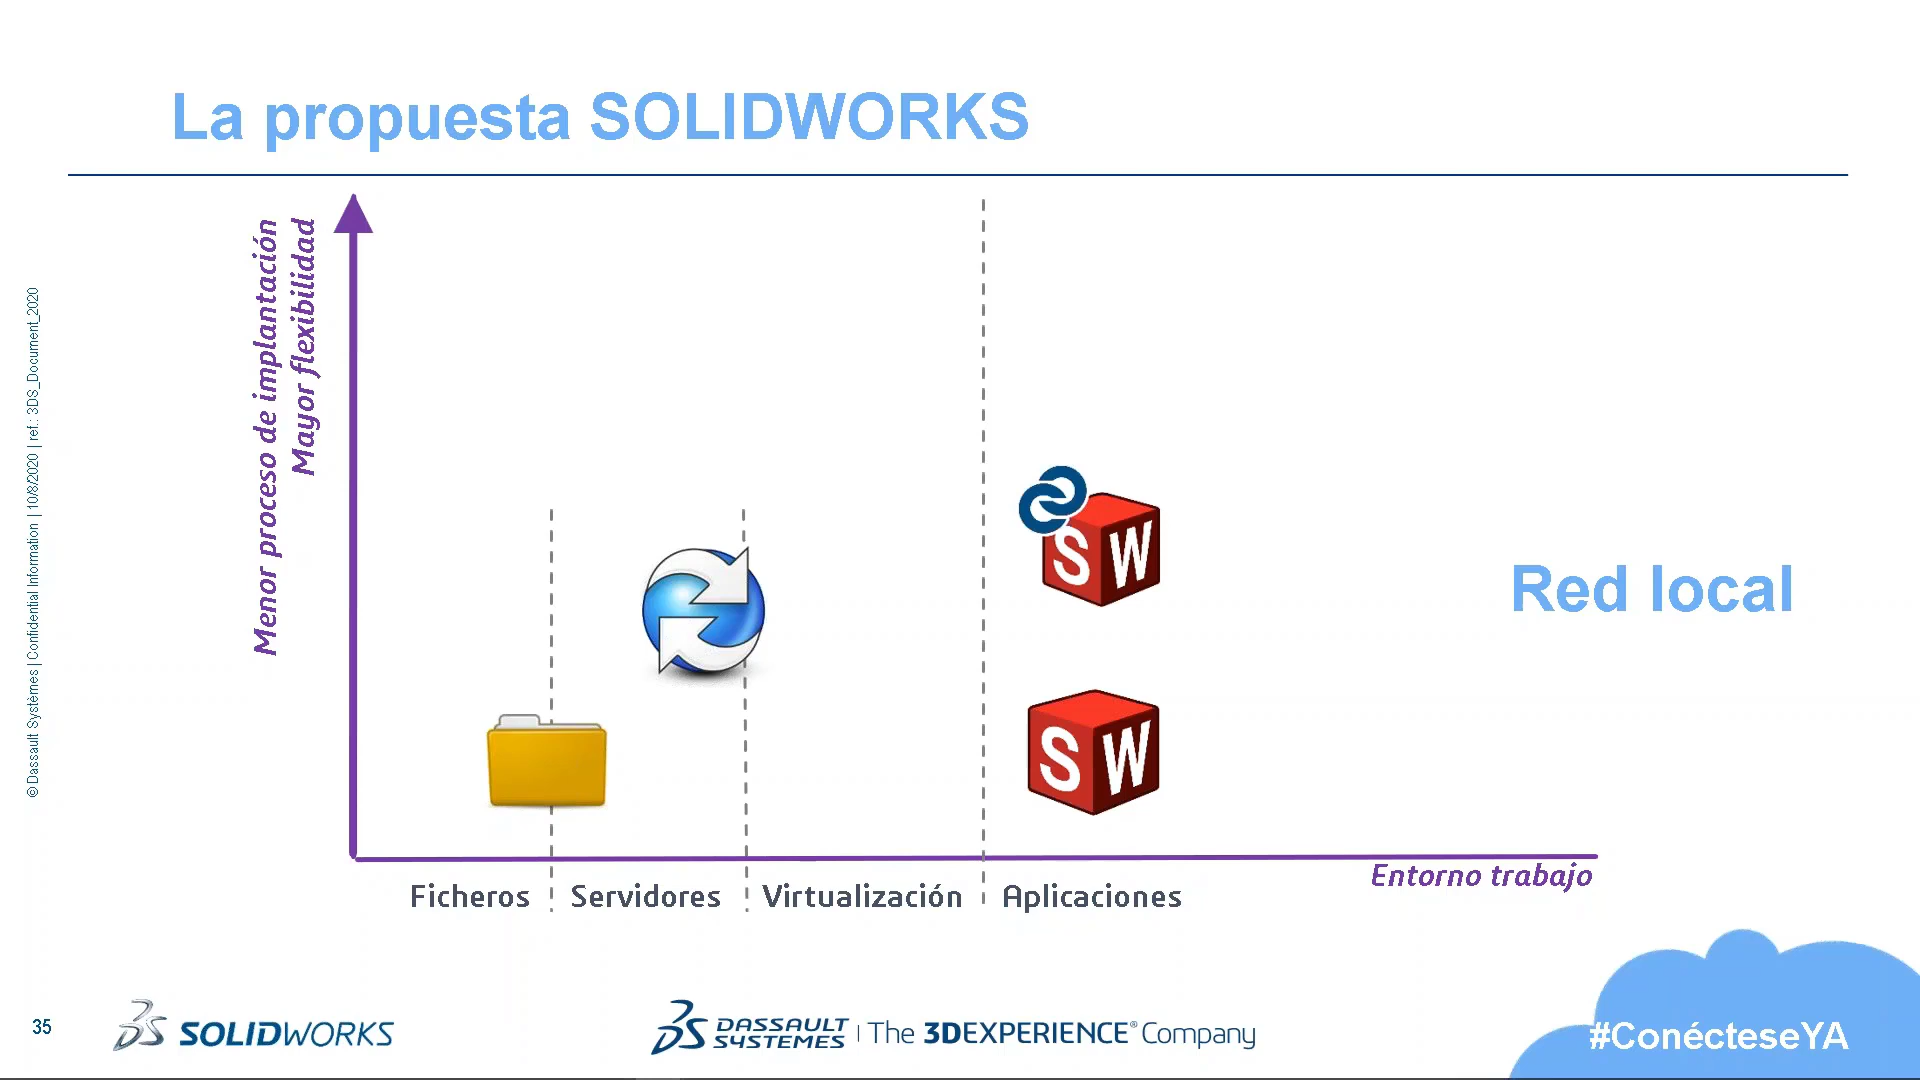 La propuesta SOLIDWORKS
Menor proceso de implantación
Mayor flexibilidad
© Dassault Systèmes | Confidential Information | 10/8/2020 | ref.: 3DS_Document_2020
S W
Red local
S W
Entorno trabajo
Ficheros
Servidores
Virtualización
Aplicaciones
35
SOLIDWORKS
DASSAULT SYSTEMES | The 3DEXPERIENCE® Company
#ConécteseYA